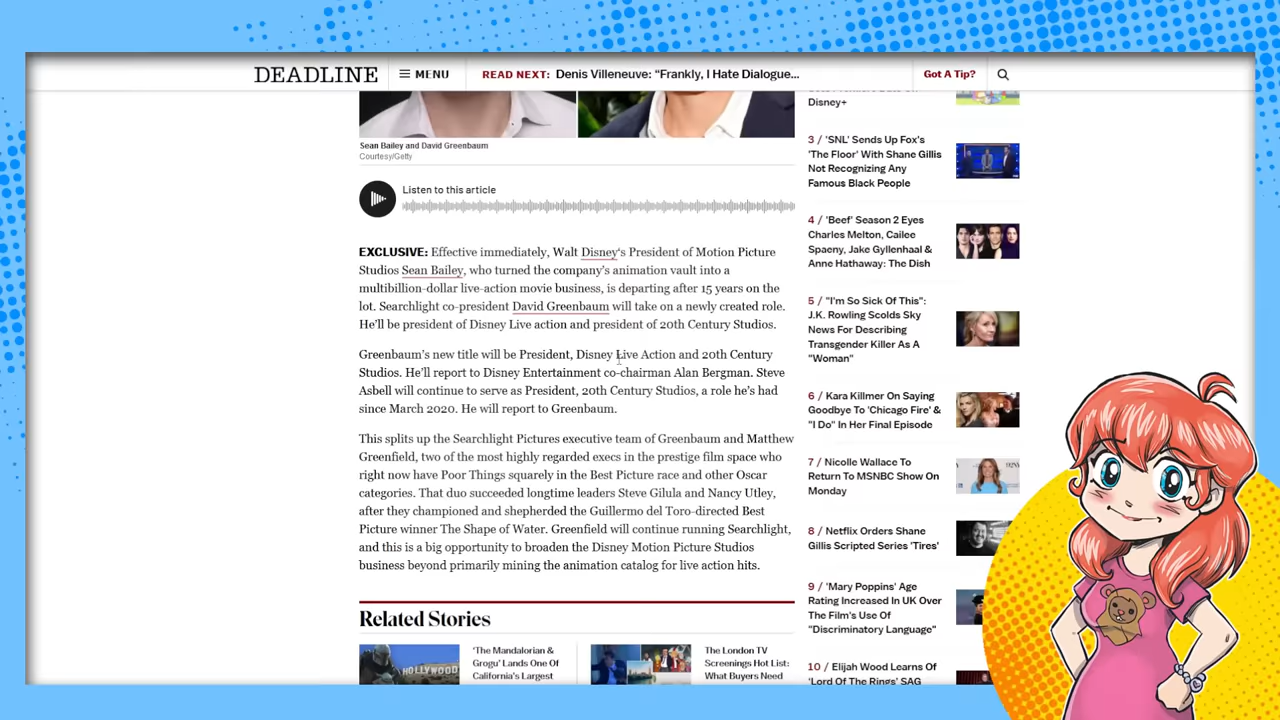 DEADLINE
MENU
READ NEXT: Denis Villeneuve: “Frankly, I Hate Dialogue...
Got A Tip?
Sean Bailey and David Greenbaum
Courtesy/Getty
Listen to this article
EXCLUSIVE: Effective immediately, Walt Disney‘s President of Motion Picture
Studios Sean Bailey, who turned the company’s animation vault into a
multibillion-dollar live-action movie business, is departing after 15 years on the
lot. Searchlight co-president David Greenbaum will take on a newly created role.
He’ll be president of Disney Live action and president of 20th Century Studios.
Greenbaum’s new title will be President, Disney Live Action and 20th Century
Studios. He’ll report to Disney Entertainment co-chairman Alan Bergman. Steve
Asbell will continue to serve as President, 20th Century Studios, a role he’s had
since March 2020. He will report to Greenbaum.
This splits up the Searchlight Pictures executive team of Greenbaum and Matthew
Greenfield, two of the most highly regarded execs in the prestige film space who
right now have Poor Things squarely in the Best Picture race and other Oscar
categories. That duo succeeded longtime leaders Steve Gilula and Nancy Utley,
after they championed and shepherded the Guillermo del Toro-directed Best
Picture winner The Shape of Water. Greenfield will continue running Searchlight,
and this is a big opportunity to broaden the Disney Motion Picture Studios
business beyond primarily mining the animation catalog for live action hits.
Related Stories
HOLLYWOOD
‘The Mandalorian &
Grogu’ Lands One Of
California’s Largest
The London TV
Screenings Hot List:
What Buyers Need
Disney+
3 / 'SNL' Sends Up Fox's
'The Floor' With Shane Gillis
Not Recognizing Any
Famous Black People
4 / 'Beef' Season 2 Eyes
Charles Melton, Cailee
Spaeny, Jake Gyllenhaal &
Anne Hathaway: The Dish
5 / "I'm So Sick Of This":
J.K. Rowling Scolds Sky
News For Describing
Transgender Killer As A
"Woman"
6 / Kara Killmer On Saying
Goodbye To 'Chicago Fire' &
"I Do" In Her Final Episode
7 / Nicolle Wallace To
Return To MSNBC Show On
Monday
8 / Netflix Orders Shane
Gillis Scripted Series 'Tires'
9 / 'Mary Poppins' Age
Rating Increased In UK Over
The Film's Use Of
"Discriminatory Language"
10 / Elijah Wood Learns Of
'Lord Of The Rings' SAG